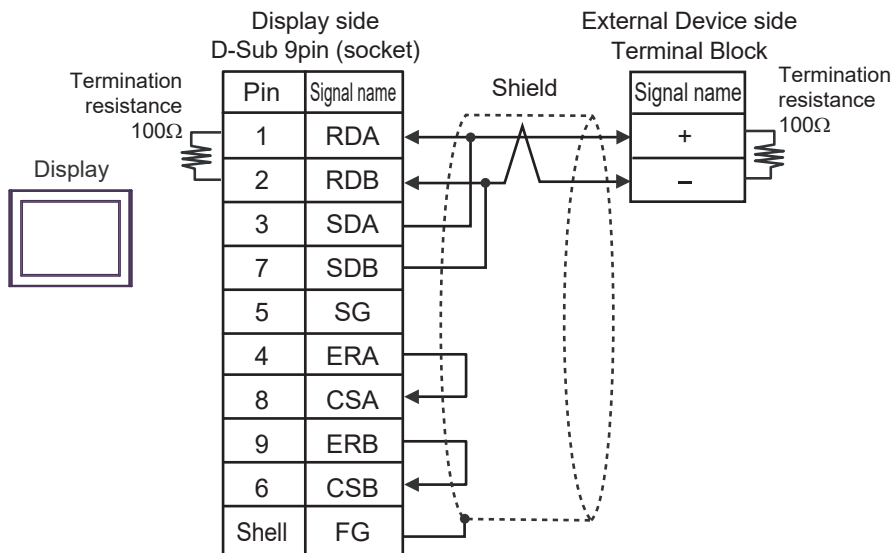 Display side
D-Sub 9pin (socket)
External Device side
Terminal Block
Termination
resistance
100Ω
Display
Pin Signal name
1 RDA
2 RDB
3 SDA
7 SDB
5 SG
4 ERA
8 CSA
9 ERB
6 CSB
Shell FG
Shield
Signal name
+
−
Termination
resistance
100Ω